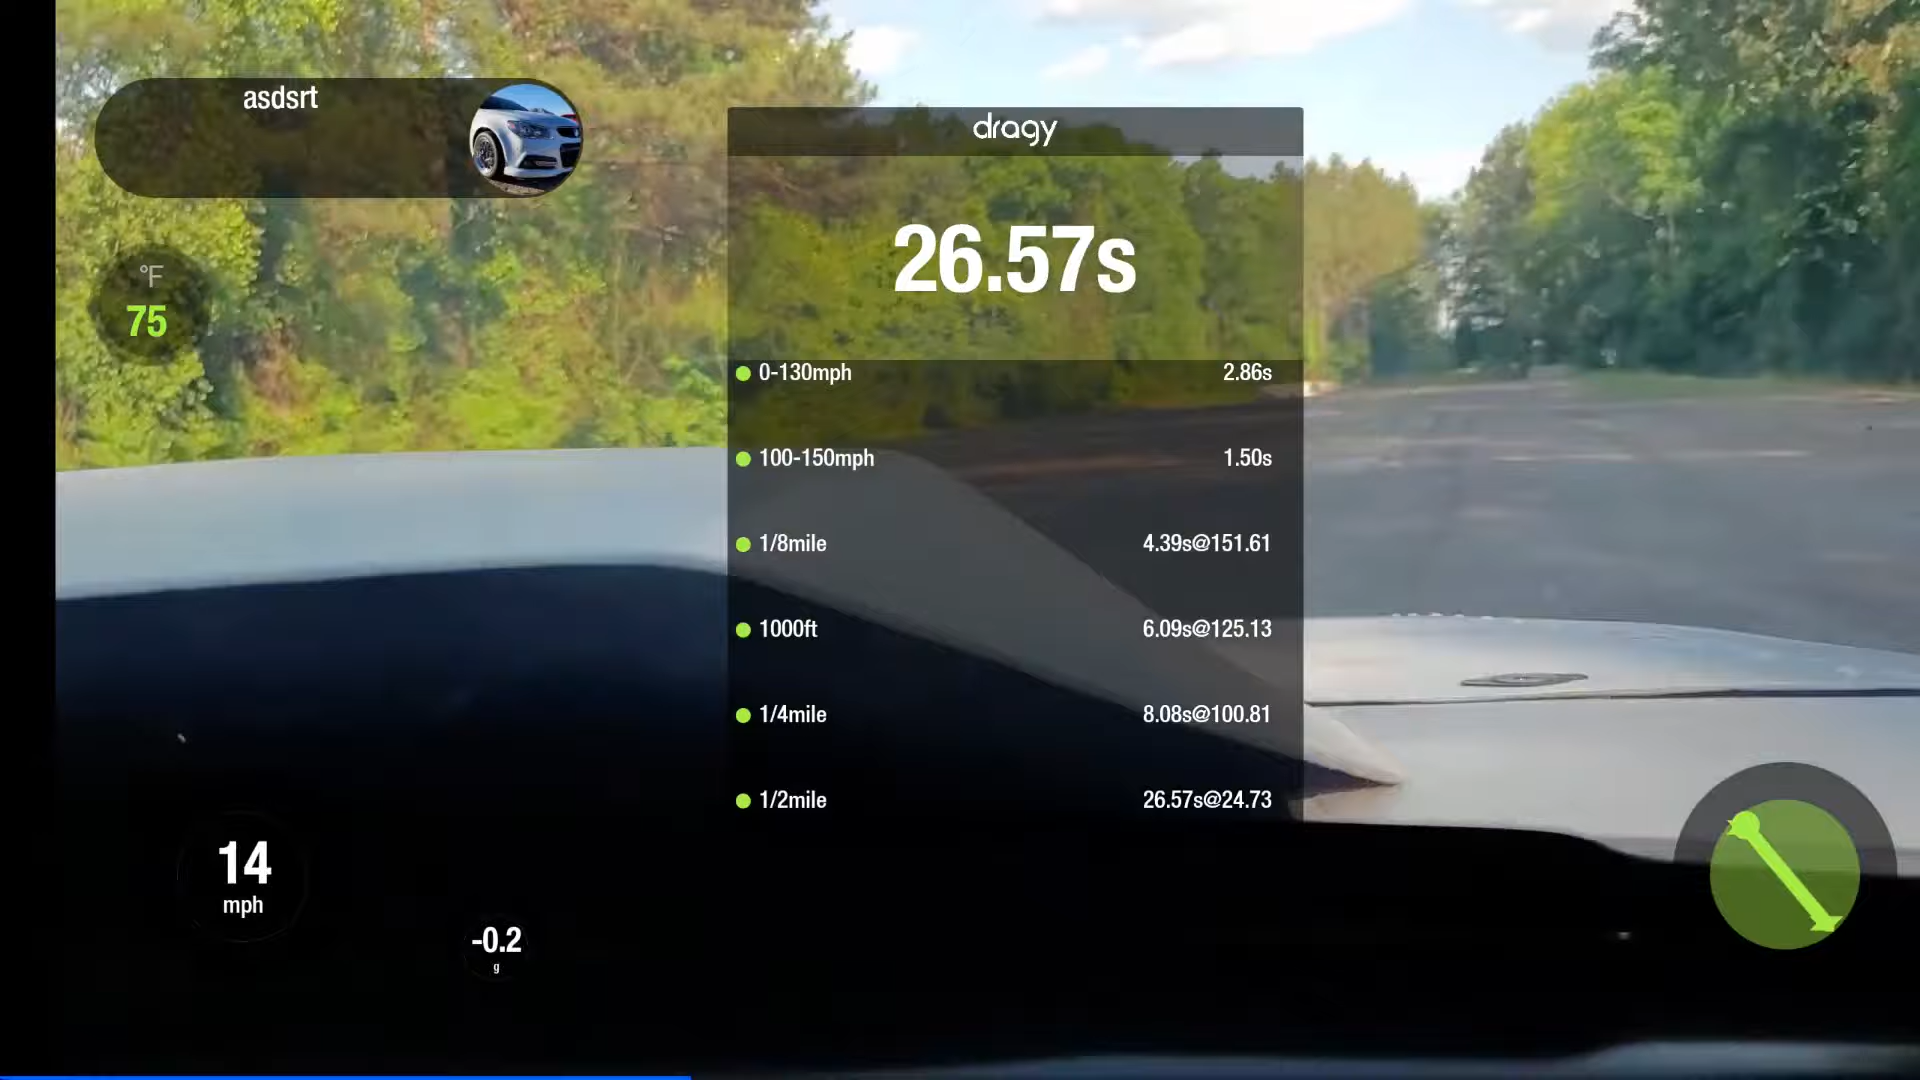 asdsrt
dragy
26.57s
°F
75
0-130mph 2.86s
100-150mph 1.50s
1/8mile 4.39s@151.61
1000ft 6.09s@125.13
1/4mile 8.08s@100.81
1/2mile 26.57s@24.73
14
mph
-0.2
g